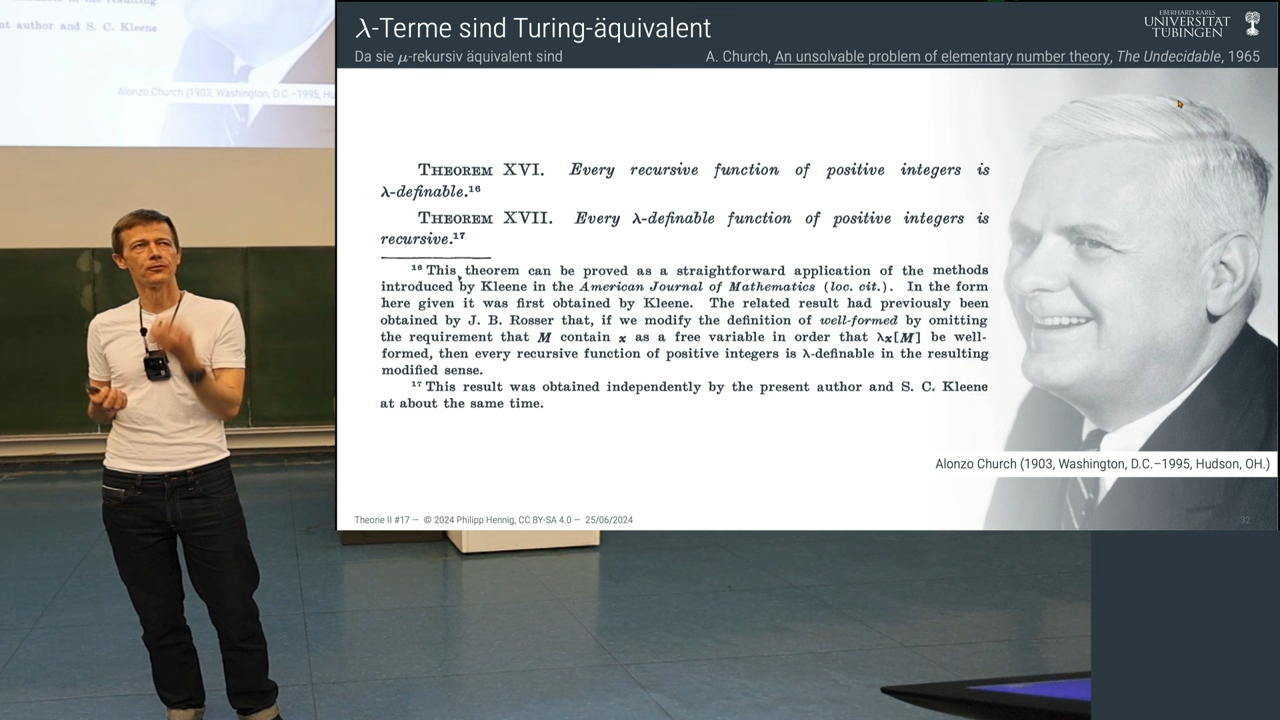 nt author and S. C. Kleene
Alonzo Church (1903, Washington, D.C.–1995, Hu
λ-Terme sind Turing-äquivalent
Da sie μ-rekursiv äquivalent sind
A. Church, An unsolvable problem of elementary number theory, The Undecidable, 1965
EBERHARD KARLS
UNIVERSITÄT
TÜBINGEN
THEOREM XVI. Every recursive function of positive integers is
λ-definable.¹⁶
THEOREM XVII. Every λ-definable function of positive integers is
recursive.¹⁷
¹⁶ This theorem can be proved as a straightforward application of the methods
introduced by Kleene in the American Journal of Mathematics (loc. cit.). In the form
here given it was first obtained by Kleene. The related result had previously been
obtained by J. B. Rosser that, if we modify the definition of well-formed by omitting
the requirement that M contain x as a free variable in order that λx[M] be well-
formed, then every recursive function of positive integers is λ-definable in the resulting
modified sense.
¹⁷ This result was obtained independently by the present author and S. C. Kleene
at about the same time.
Alonzo Church (1903, Washington, D.C.–1995, Hudson, OH.)
Theorie II #17 — © 2024 Philipp Hennig, CC BY-SA 4.0 — 25/06/2024
32